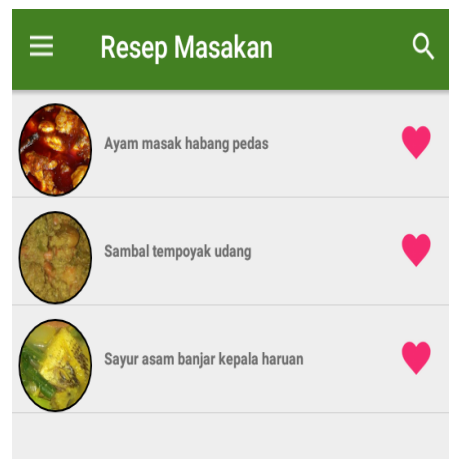 Resep Masakan
Ayam masak habang pedas
Sambal tempoyak udang
Sayur asam banjar kepala haruan